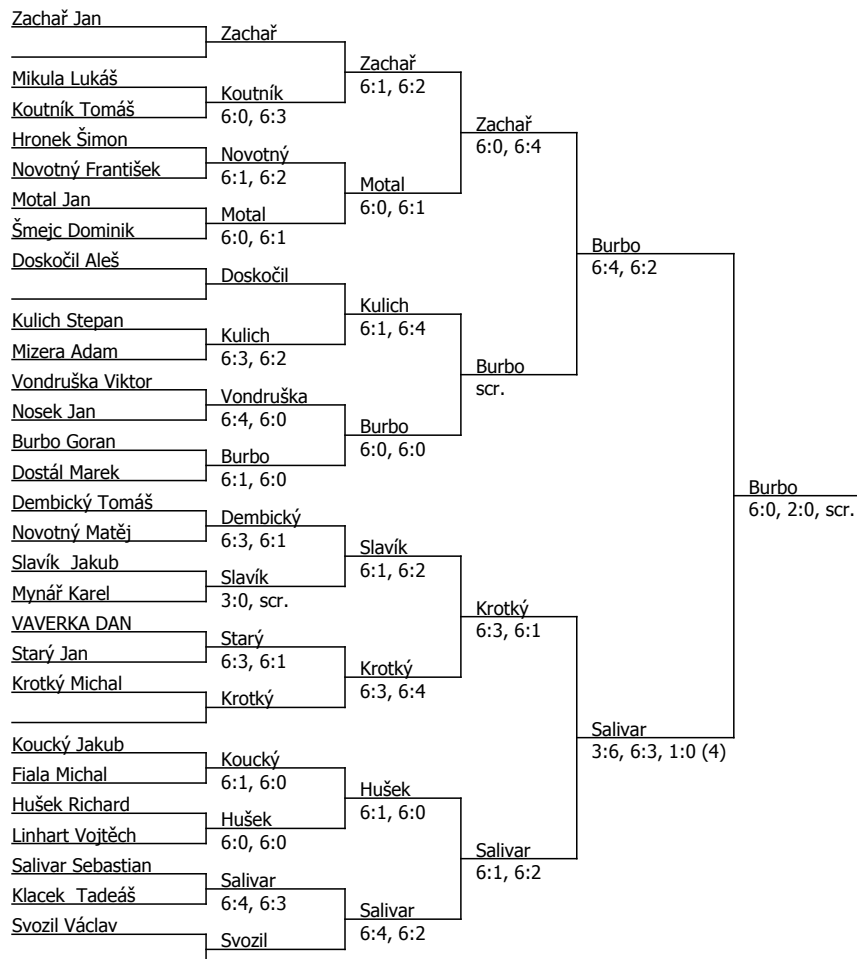 Zachař Jan
Zachař
Zachař
6:1, 6:2
Mikula Lukáš
Koutník
6:0, 6:3
Koutník Tomáš
Zachař
6:0, 6:4
Hronek Šimon
Novotný
6:1, 6:2
Novotný František
Motal
6:0, 6:1
Motal Jan
Motal
6:0, 6:1
Šmejc Dominik
Burbo
6:4, 6:2
Doskočil Aleš
Doskočil
Kulich
6:1, 6:4
Kulich Stepan
Kulich
6:3, 6:2
Mizera Adam
Burbo
scr.
Vondruška Viktor
Vondruška
6:4, 6:0
Nosek Jan
Burbo
6:0, 6:0
Burbo Goran
Burbo
6:1, 6:0
Dostál Marek
Burbo
6:0, 2:0, scr.
Dembický Tomáš
Dembický
6:3, 6:1
Novotný Matěj
Slavík
6:1, 6:2
Slavík  Jakub
Slavík
3:0, scr.
Mynář Karel
Krotký
6:3, 6:1
VAVERKA DAN
Starý
6:3, 6:1
Starý Jan
Krotký
6:3, 6:4
Krotký Michal
Krotký
Salivar
3:6, 6:3, 1:0 (4)
Koucký Jakub
Koucký
6:1, 6:0
Fiala Michal
Hušek
6:1, 6:0
Hušek Richard
Hušek
6:0, 6:0
Linhart Vojtěch
Salivar
6:1, 6:2
Salivar Sebastian
Salivar
6:4, 6:3
Klacek  Tadeáš
Salivar
6:4, 6:2
Svozil Václav
Svozil